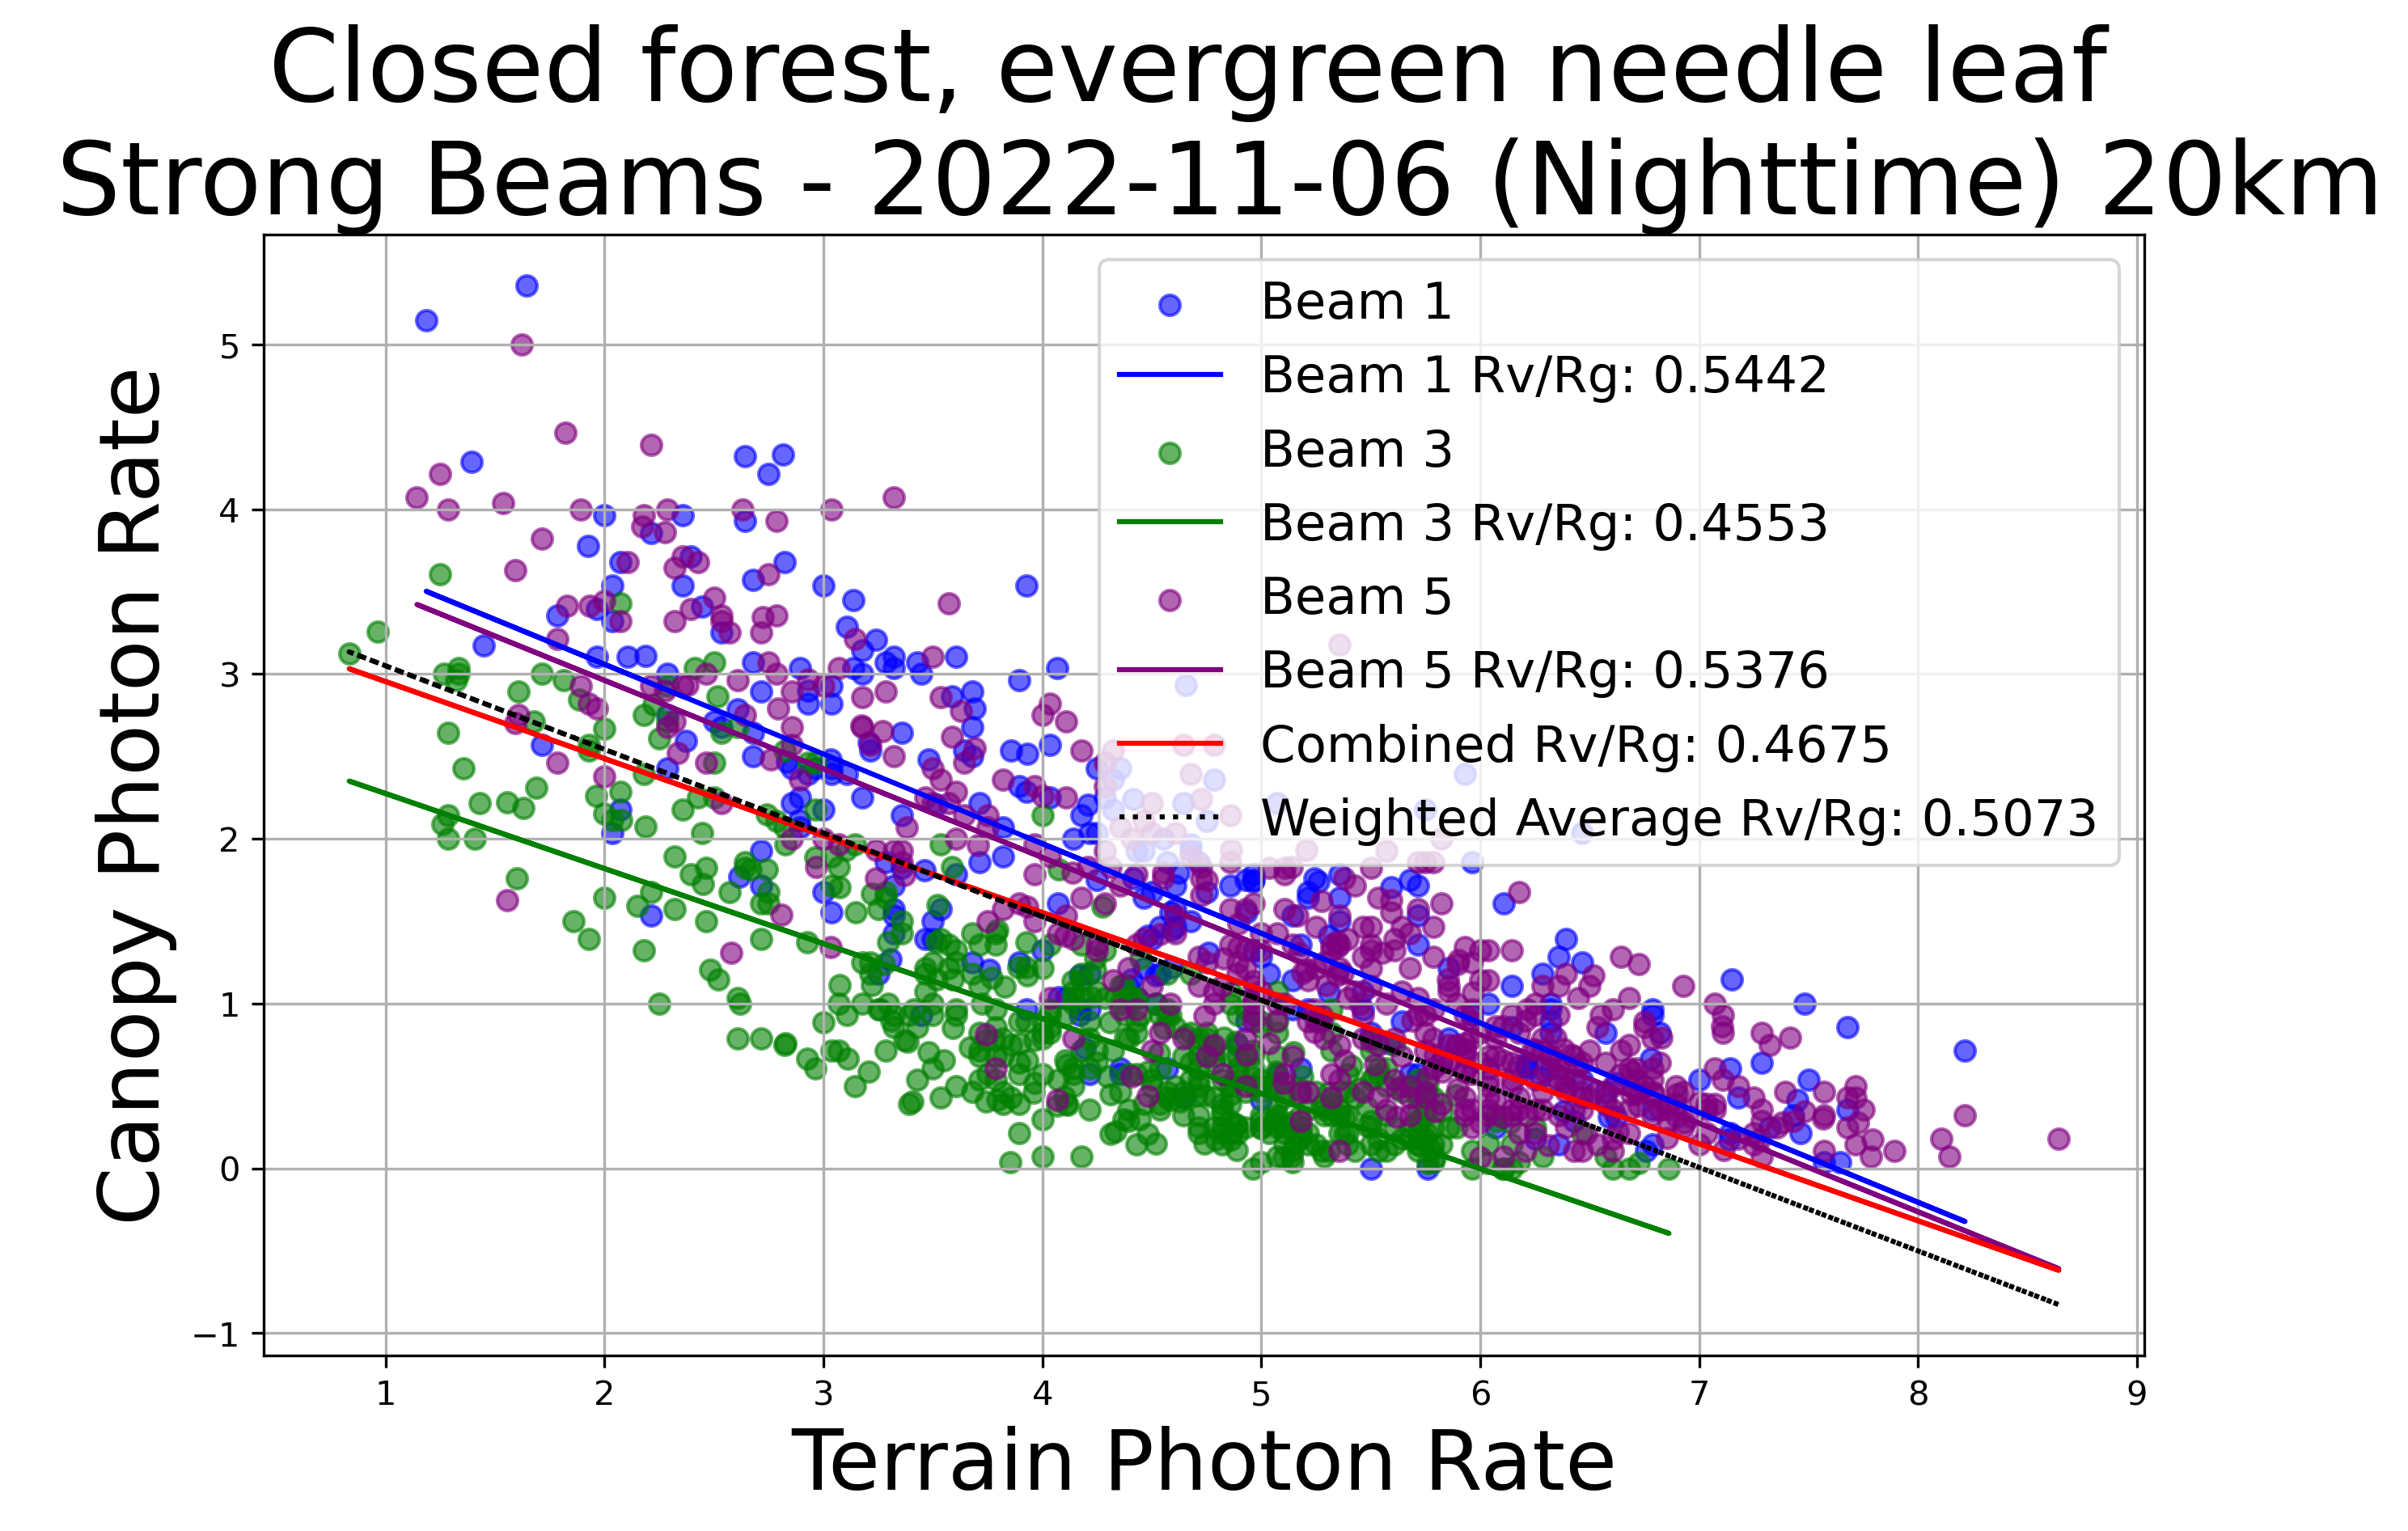 Closed forest, evergreen needle leaf
Strong Beams - 2022-11-06 (Nighttime) 20km
Canopy Photon Rate
5
4
3
2
1
0
−1
Beam 1
Beam 1 Rv/Rg: 0.5442
Beam 3
Beam 3 Rv/Rg: 0.4553
Beam 5
Beam 5 Rv/Rg: 0.5376
Combined Rv/Rg: 0.4675
Weighted Average Rv/Rg: 0.5073
1 2 3 4 5 6 7 8 9
Terrain Photon Rate